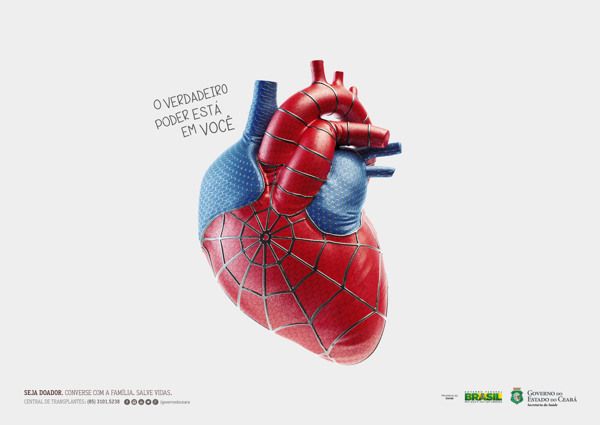 O VERDADEIRO
PODER ESTÁ
EM VOCÊ
SEJA DOADOR. CONVERSE COM A FAMÍLIA. SALVE VIDAS.
CENTRAL DE TRANSPLANTES: (85) 3101.5238 /governodoceara
BRASIL
GOVERNO DO
ESTADO DO CEARÁ
Secretaria da Saúde